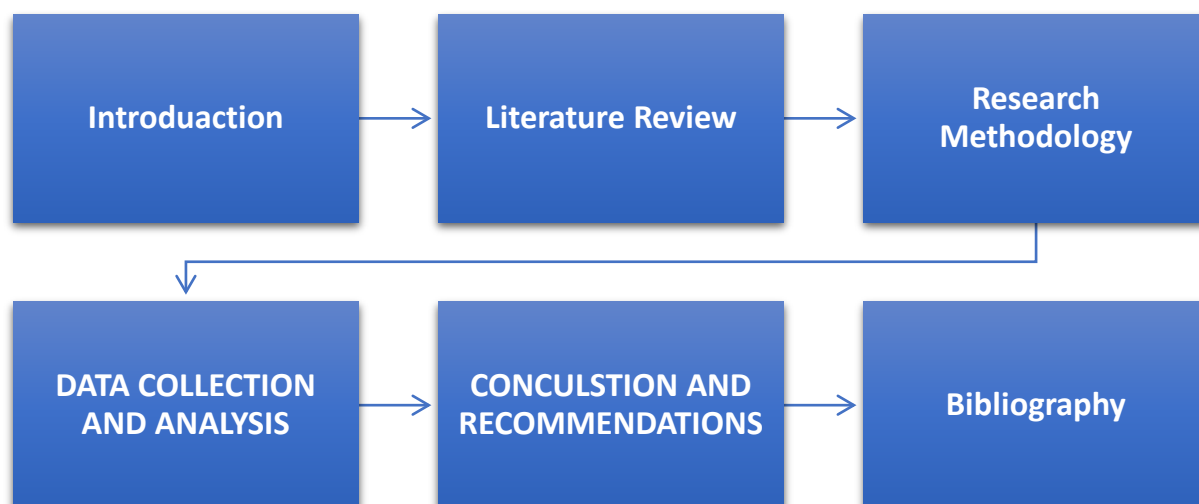 Introduaction
Literature Review
Research
Methodology
DATA COLLECTION
AND ANALYSIS
CONCULSTION AND
RECOMMENDATIONS
Bibliography